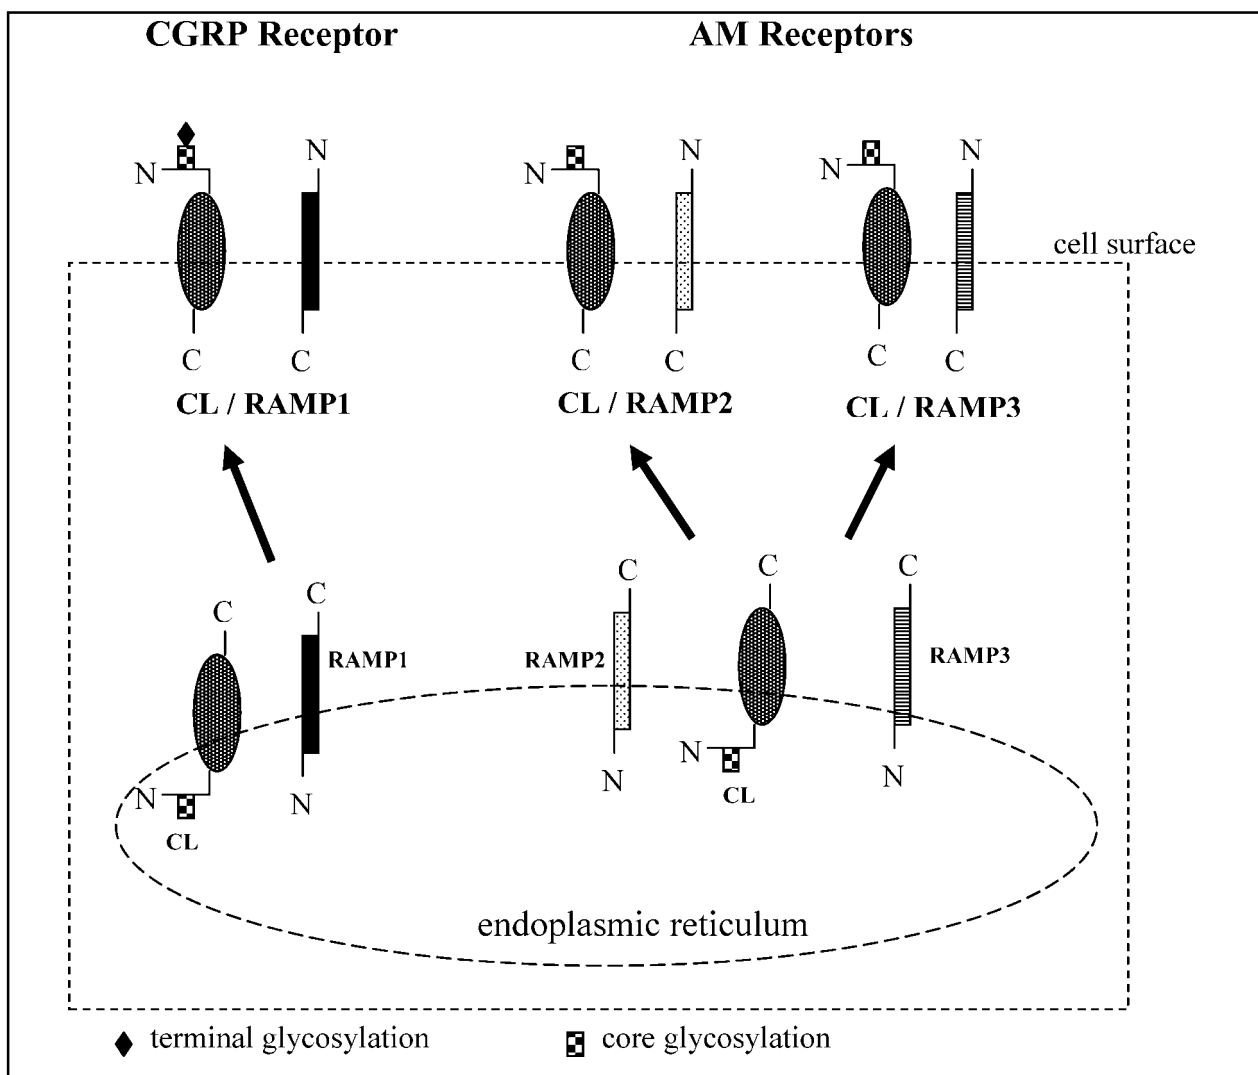 CGRP Receptor
AM Receptors
N
N
N
N
N
N
cell surface
C
C
C
C
C
C
CL / RAMP1
CL / RAMP2
CL / RAMP3
C
C
C
C
C
RAMP1
RAMP2
RAMP3
N
N
N
N
N
CL
CL
endoplasmic reticulum
terminal glycosylation
core glycosylation